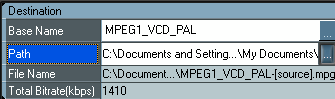 Destination
Base Name MPEG1_VCD_PAL ...
Path C:\Documents and Setting...\My Documents\ ...
File Name C:\Document...\MPEG1_VCD_PAL-[source].mpg
Total Bitrate(kbps) 1410